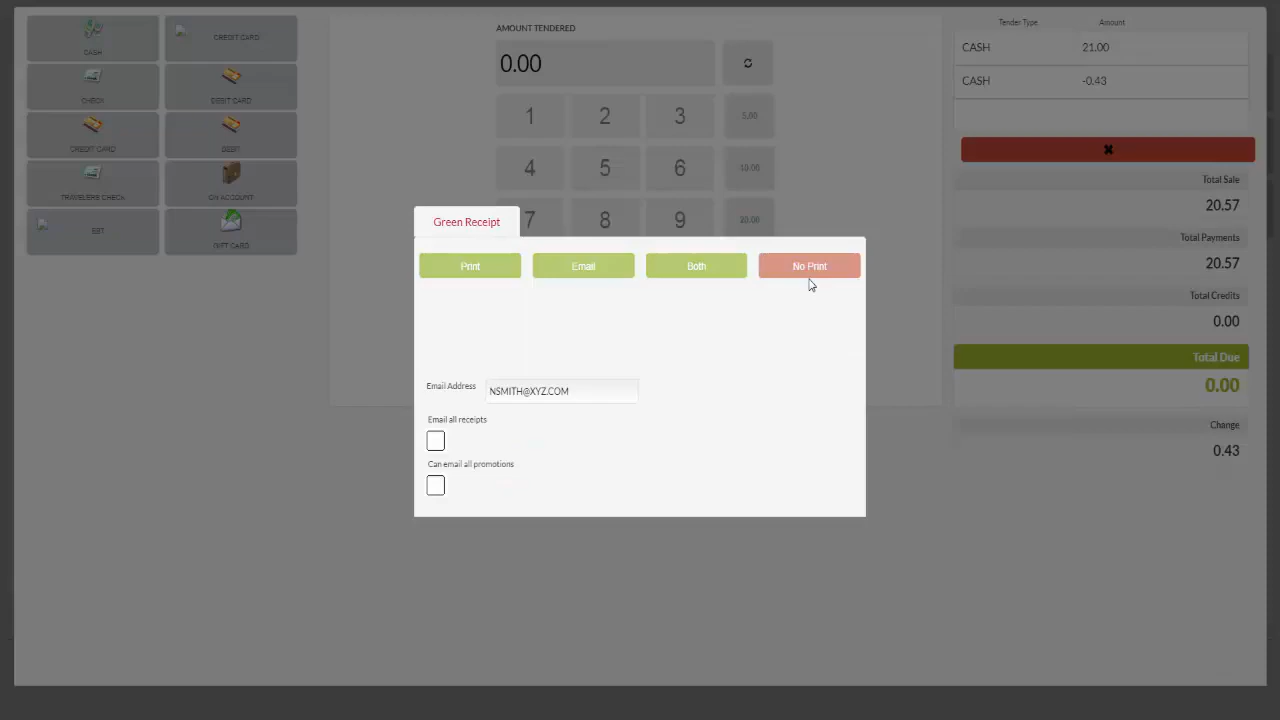 CASH
CREDIT CARD
CHECK
DEBIT CARD
CREDIT CARD
DEBIT
TRAVELERS CHECK
ON ACCOUNT
EBT
GIFT CARD
AMOUNT TENDERED
0.00
1 2 3 5.00
4 5 6 10.00
7 8 9 20.00
Green Receipt
Print Email Both No Print
Email Address NSMITH@XYZ.COM
Email all receipts
Can email all promotions
Tender Type Amount
CASH 21.00
CASH -0.43
Total Sale
20.57
Total Payments
20.57
Total Credits
0.00
Total Due
0.00
Change
0.43